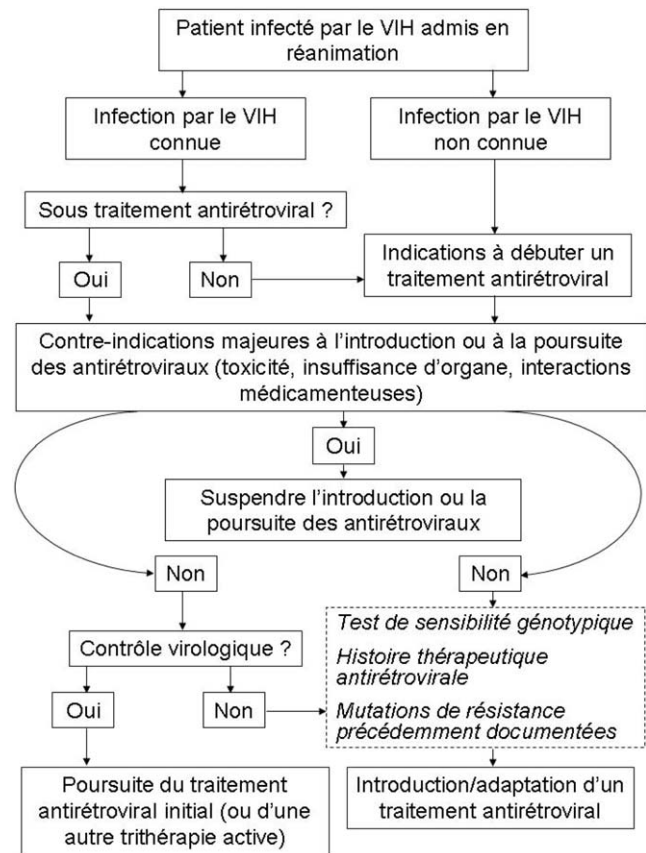 Patient infecté par le VIH admis en
réanimation
Infection par le VIH
connue
Infection par le VIH
non connue
Sous traitement antirétroviral ?
Oui
Non
Indications à débuter un
traitement antirétroviral
Contre-indications majeures à l'introduction ou à la poursuite
des antirétroviraux (toxicité, insuffisance d'organe, interactions
médicamenteuses)
Oui
Suspendre l'introduction ou la
poursuite des antirétroviraux
Non
Non
Contrôle virologique ?
Oui
Non
Test de sensibilité génotypique
Histoire thérapeutique
antirétrovirale
Mutations de résistance
précédemment documentées
Poursuite du traitement
antirétroviral initial (ou d'une
autre trithérapie active)
Introduction/adaptation d'un
traitement antirétroviral